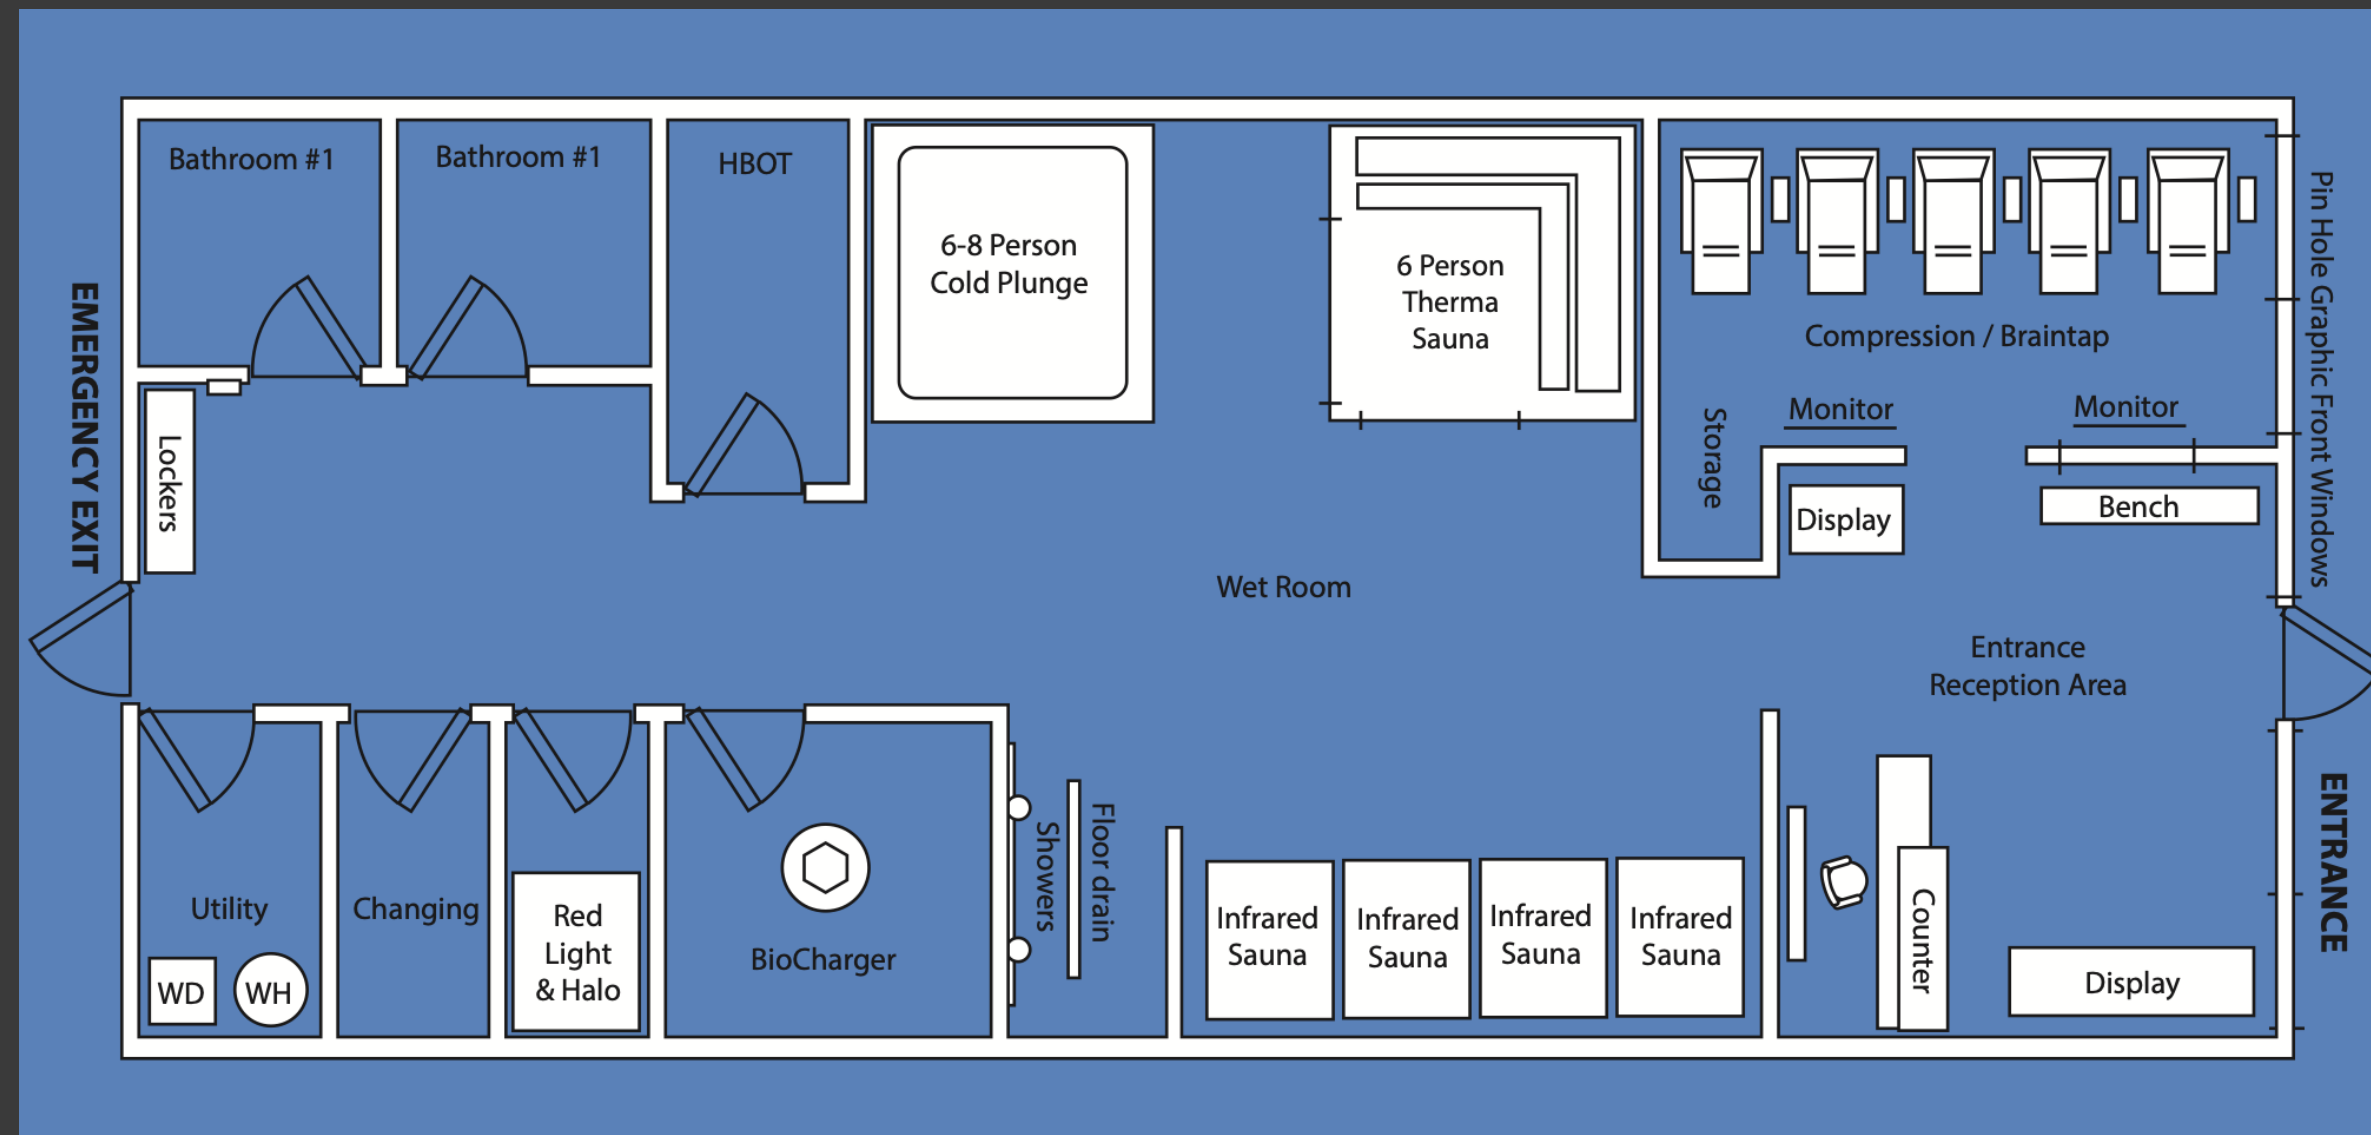 Bathroom #1
Bathroom #1
HBOT
6-8 Person
Cold Plunge
6 Person
Therma
Sauna
Compression / Braintap
Monitor
Monitor
Storage
Display
Bench
Pin Hole Graphic Front Windows
EMERGENCY EXIT
Lockers
Wet Room
Entrance
Reception Area
ENTRANCE
Utility
WD
WH
Changing
Red
Light
& Halo
BioCharger
Showers
Floor drain
Infrared
Sauna
Infrared
Sauna
Infrared
Sauna
Infrared
Sauna
Counter
Display